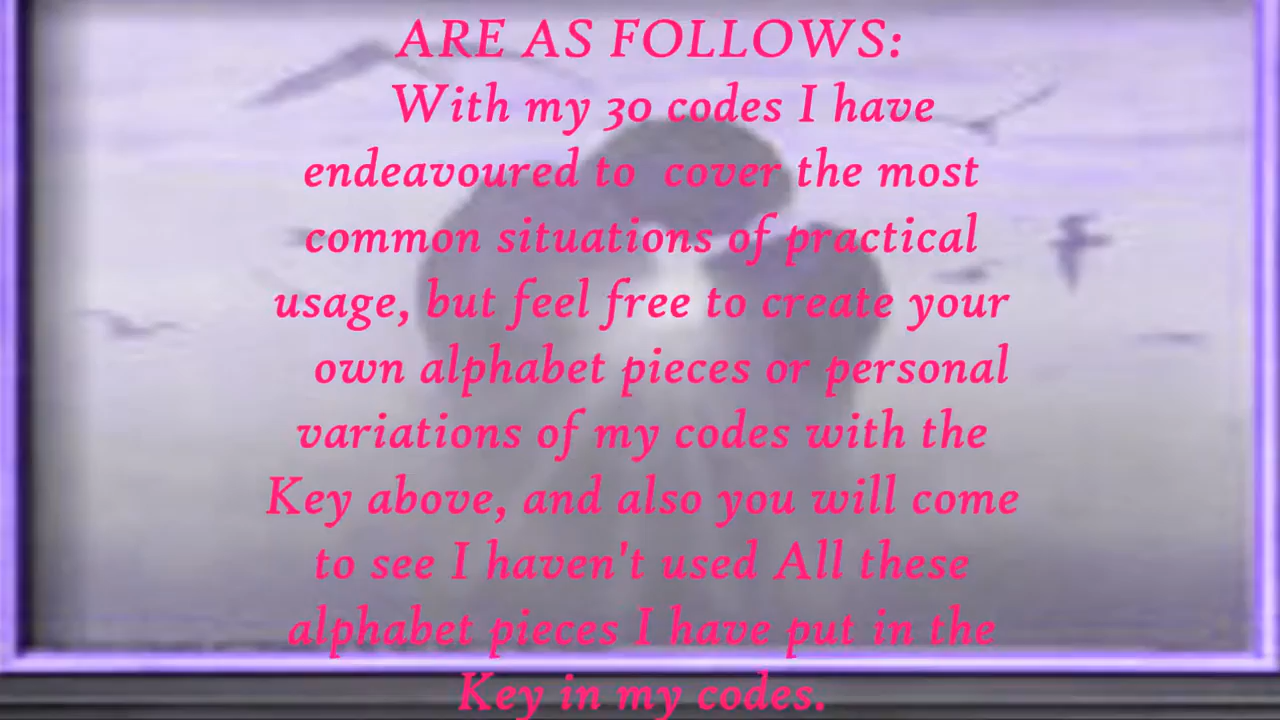 ARE AS FOLLOWS:
With my 30 codes I have
endeavoured to cover the most
common situations of practical
usage, but feel free to create your
own alphabet pieces or personal
variations of my codes with the
Key above, and also you will come
to see I haven't used All these
alphabet pieces I have put in the
Key in my codes.